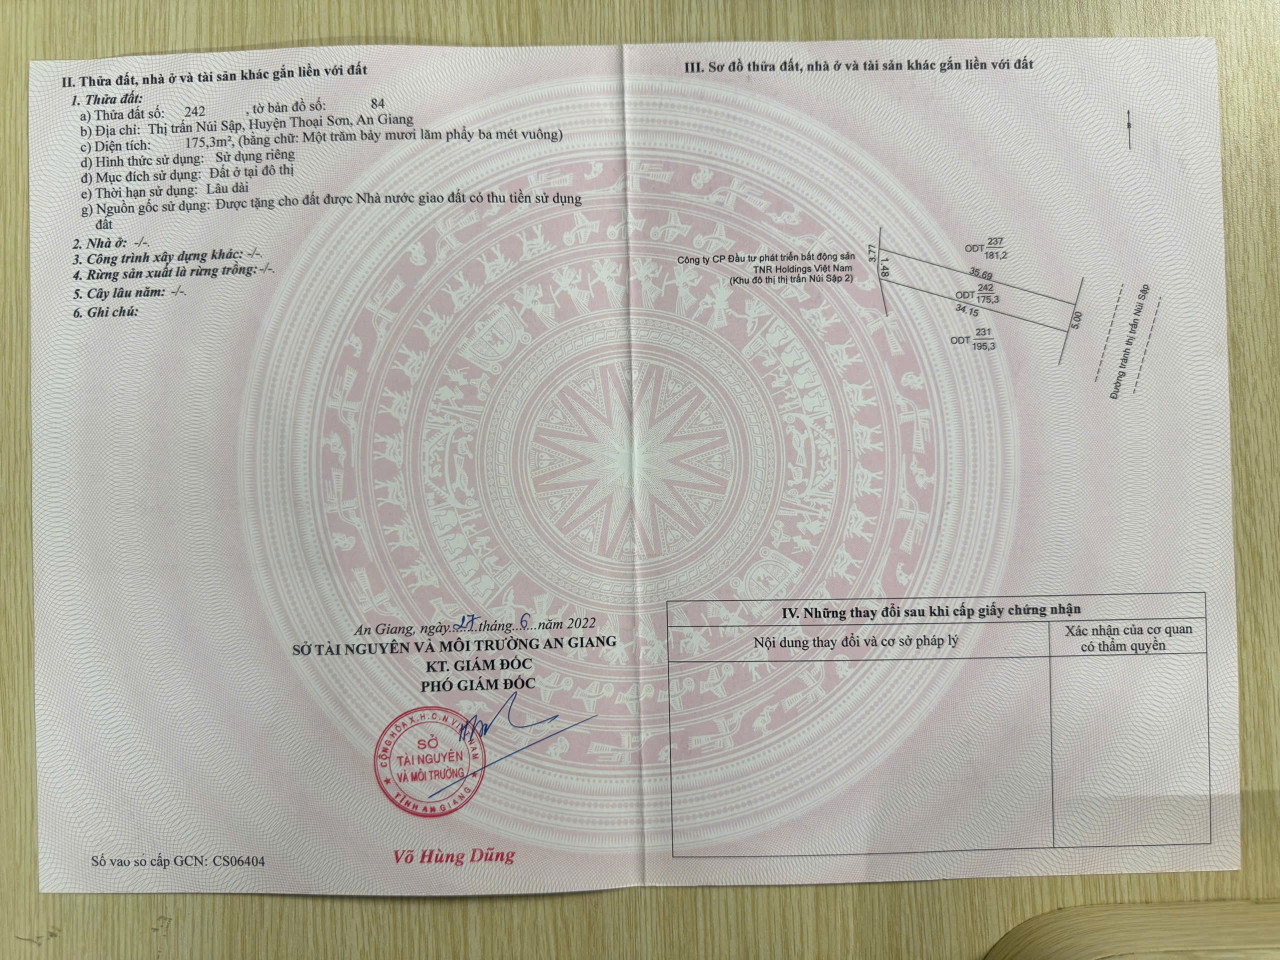 II. Thửa đất, nhà ở và tài sản khác gắn liền với đất
1. Thửa đất:
a) Thửa đất số: 242 , tờ bản đồ số: 84
b) Địa chỉ: Thị trấn Núi Sập, Huyện Thoại Sơn, An Giang
c) Diện tích: 175,3m², (bằng chữ: Một trăm bảy mươi lăm phẩy ba mét vuông)
d) Hình thức sử dụng: Sử dụng riêng
đ) Mục đích sử dụng: Đất ở tại đô thị
e) Thời hạn sử dụng: Lâu dài
g) Nguồn gốc sử dụng: Được tặng cho đất được Nhà nước giao đất có thu tiền sử dụng
đất
2. Nhà ở: -/-.
3. Công trình xây dựng khác: -/-.
4. Rừng sản xuất là rừng trồng:-/-.
5. Cây lâu năm: -/-.
6. Ghi chú:
An Giang, ngày...27...tháng...6...năm 2022
SỞ TÀI NGUYÊN VÀ MÔI TRƯỜNG AN GIANG
KT. GIÁM ĐỐC
PHÓ GIÁM ĐỐC
CỘNG HÒA X.H.C.N VIỆT NAM
SỞ
TÀI NGUYÊN
VÀ MÔI TRƯỜNG
TỈNH AN GIANG
Võ Hùng Dũng
Số vào sổ cấp GCN: CS06404
III. Sơ đồ thửa đất, nhà ở và tài sản khác gắn liền với đất
Công ty CP Đầu tư phát triển bất động sản
TNR Holdings Việt Nam
(Khu đô thị thị trấn Núi Sập 2)
3.77
1.48
ODT 237
181,2
35.69
ODT 242
175,3
34.15
5.00
ODT 231
195,3
Đường tránh thị trấn Núi Sập
IV. Những thay đổi sau khi cấp giấy chứng nhận
Nội dung thay đổi và cơ sở pháp lý
Xác nhận của cơ quan
có thẩm quyền